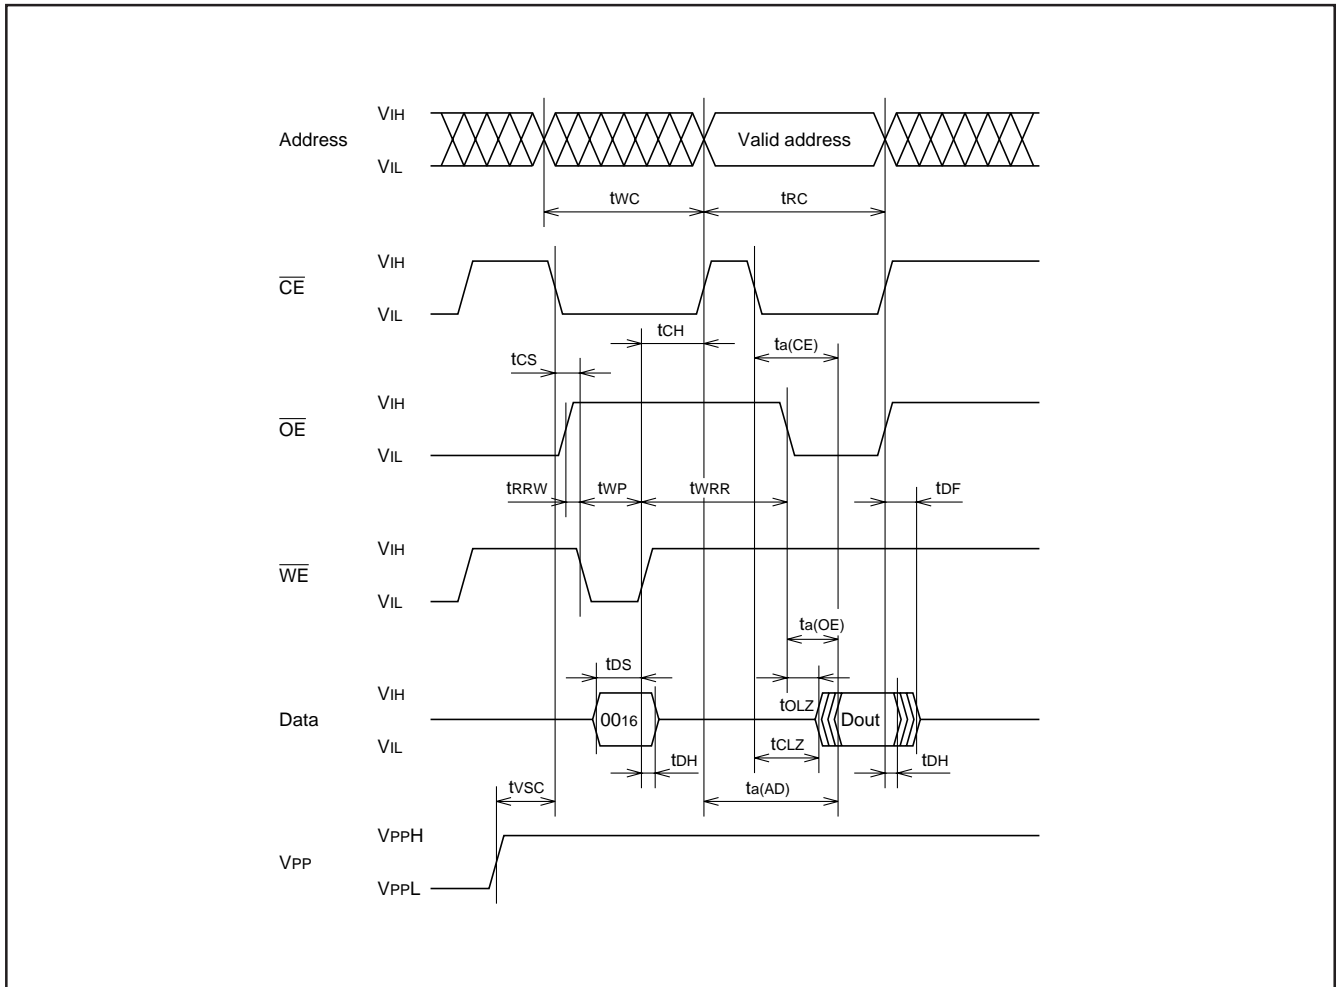 VIH
Address
Valid address
VIL
tWC
tRC
VIH
CE
VIL
tCH
ta(CE)
tCS
VIH
OE
VIL
tRRW
tWP
tWRR
tDF
VIH
WE
VIL
ta(OE)
tDS
VIH
tOLZ
Data
0016
Dout
VIL
tCLZ
tDH
tDH
tVSC
ta(AD)
VPPH
VPP
VPPL